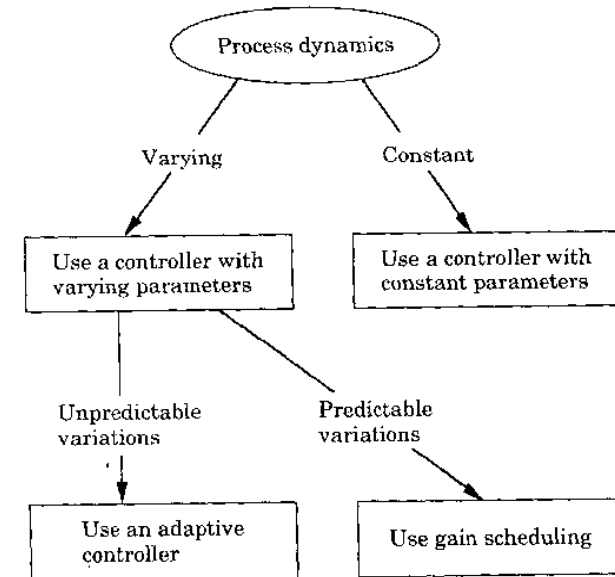 Process dynamics
Varying
Constant
Use a controller with
varying parameters
Use a controller with
constant parameters
Unpredictable
variations
Predictable
variations
Use an adaptive
controller
Use gain scheduling